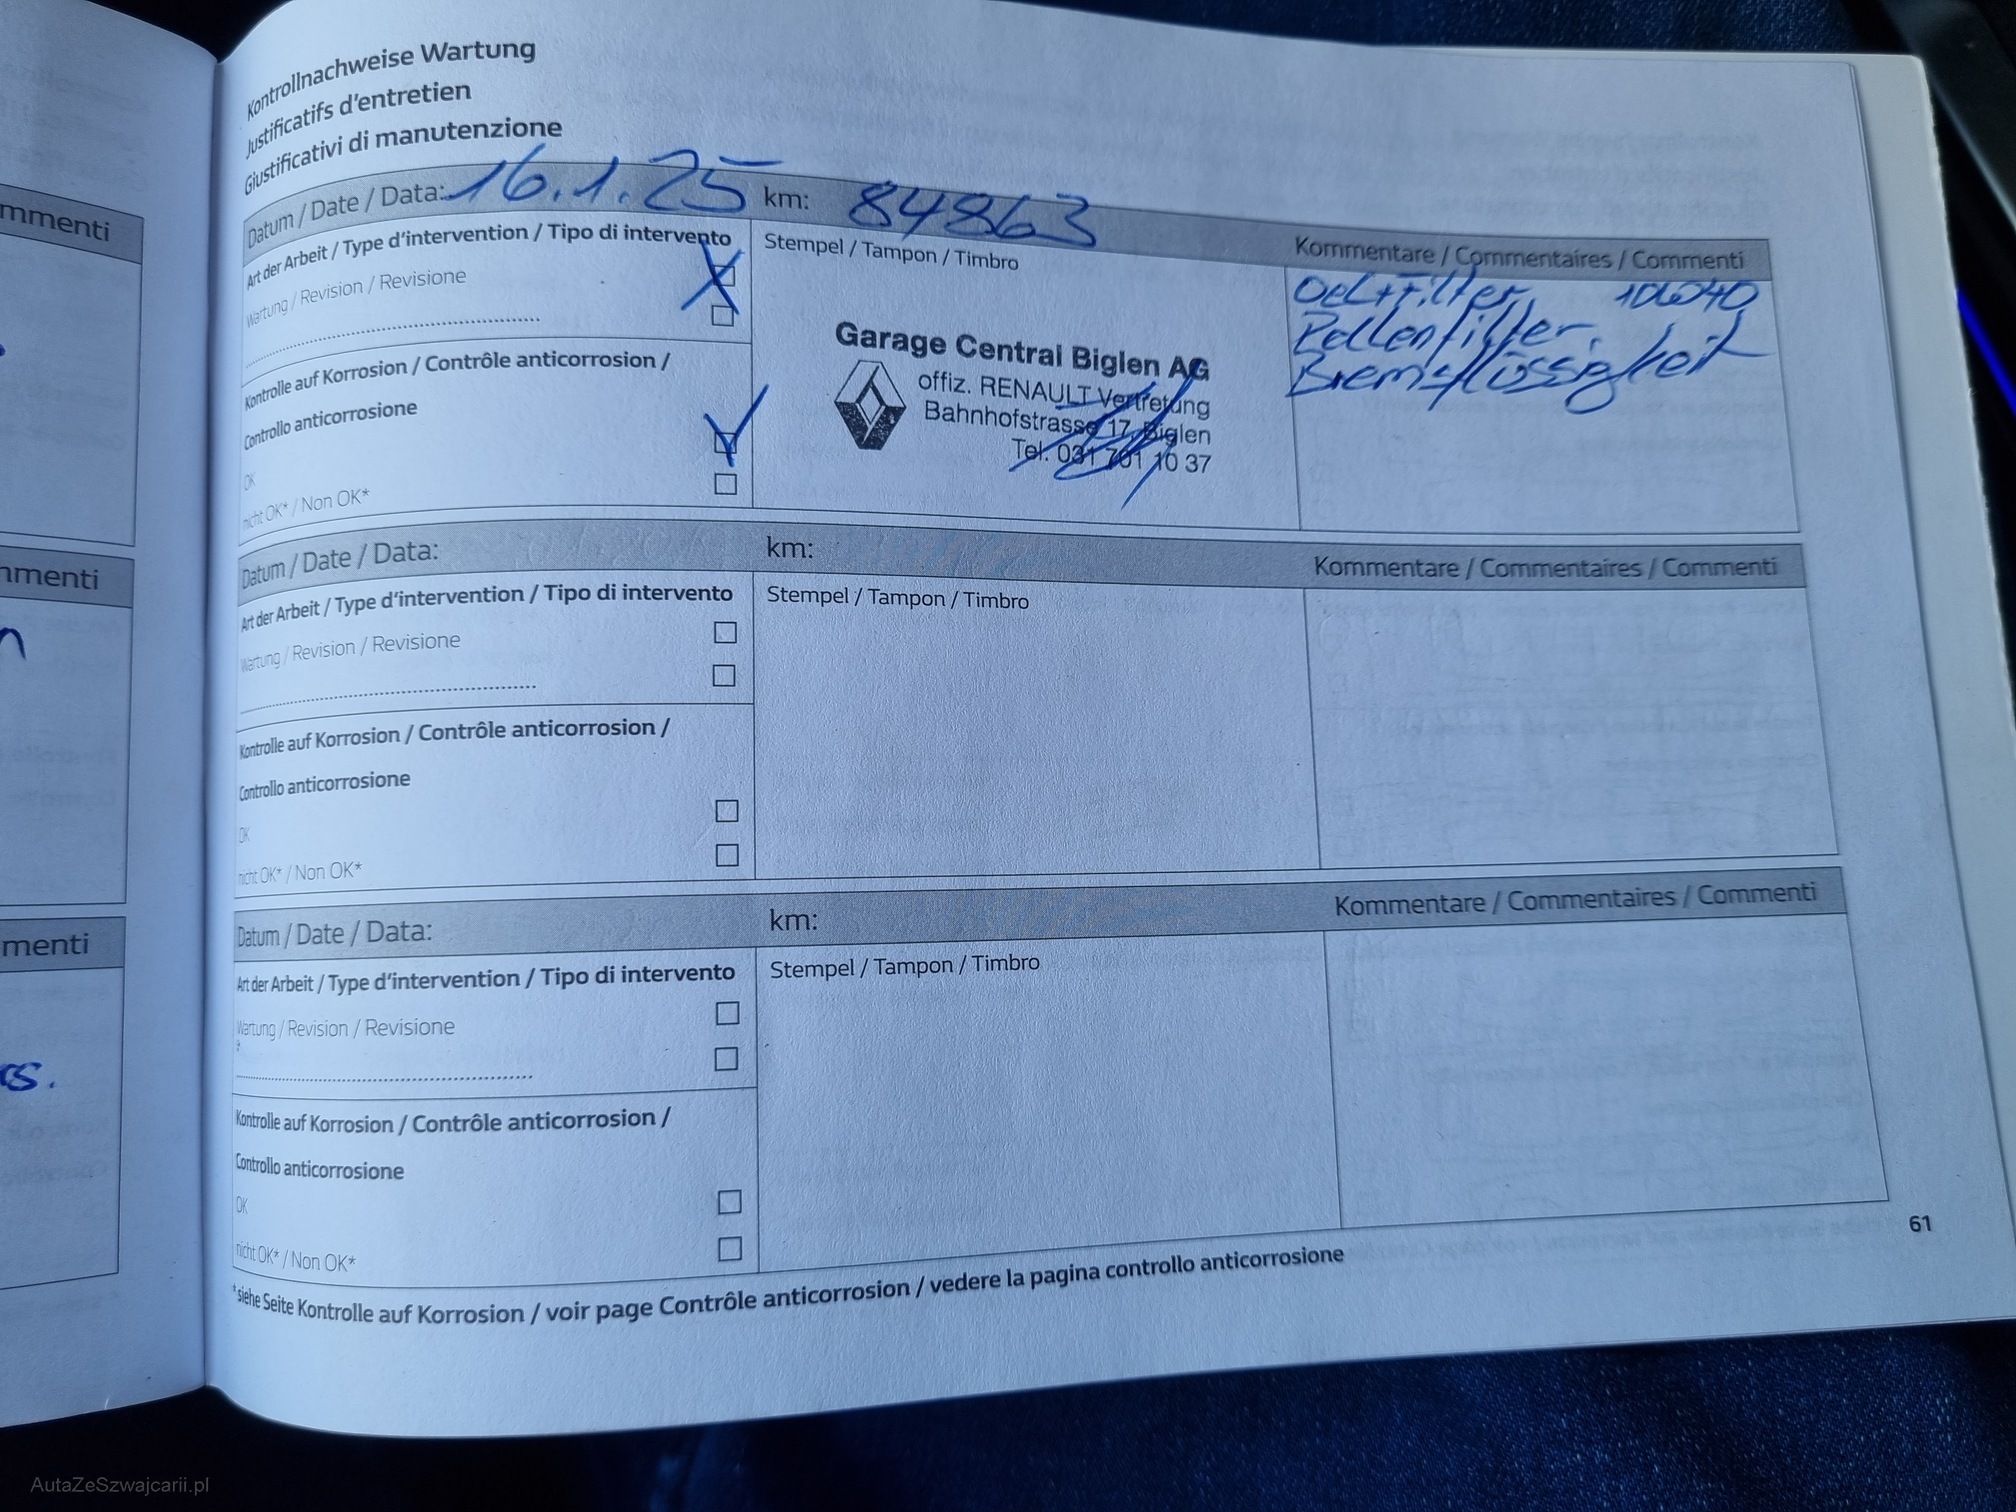 Kontrollnachweise Wartung
Justificatifs d'entretien
Giustificativi di manutenzione
Datum / Date / Data: 16.1.25 km: 84863
Kommentare / Commentaires / Commenti
Art der Arbeit / Type d'intervention / Tipo di intervento
Wartung / Revision / Revisione
Kontrolle auf Korrosion / Contrôle anticorrosion /
Controllo anticorrosione
OK
nicht OK* / Non OK*
Stempel / Tampon / Timbro
Garage Central Biglen AG
offiz. RENAULT Vertretung
Bahnhofstrasse 17, Biglen
Tel. 031 701 10 37
Oel+Filter, 10W40
Pollenfilter,
Bremsflüssigkeit
Datum / Date / Data: km:
Kommentare / Commentaires / Commenti
Art der Arbeit / Type d'intervention / Tipo di intervento
Wartung / Revision / Revisione
Kontrolle auf Korrosion / Contrôle anticorrosion /
Controllo anticorrosione
OK
nicht OK* / Non OK*
Stempel / Tampon / Timbro
Datum / Date / Data: km:
Kommentare / Commentaires / Commenti
Art der Arbeit / Type d'intervention / Tipo di intervento
Wartung / Revision / Revisione
Kontrolle auf Korrosion / Contrôle anticorrosion /
Controllo anticorrosione
OK
nicht OK* / Non OK*
Stempel / Tampon / Timbro
*siehe Seite Kontrolle auf Korrosion / voir page Contrôle anticorrosion / vedere la pagina controllo anticorrosione
61
AutaZeSzwajcarii.pl